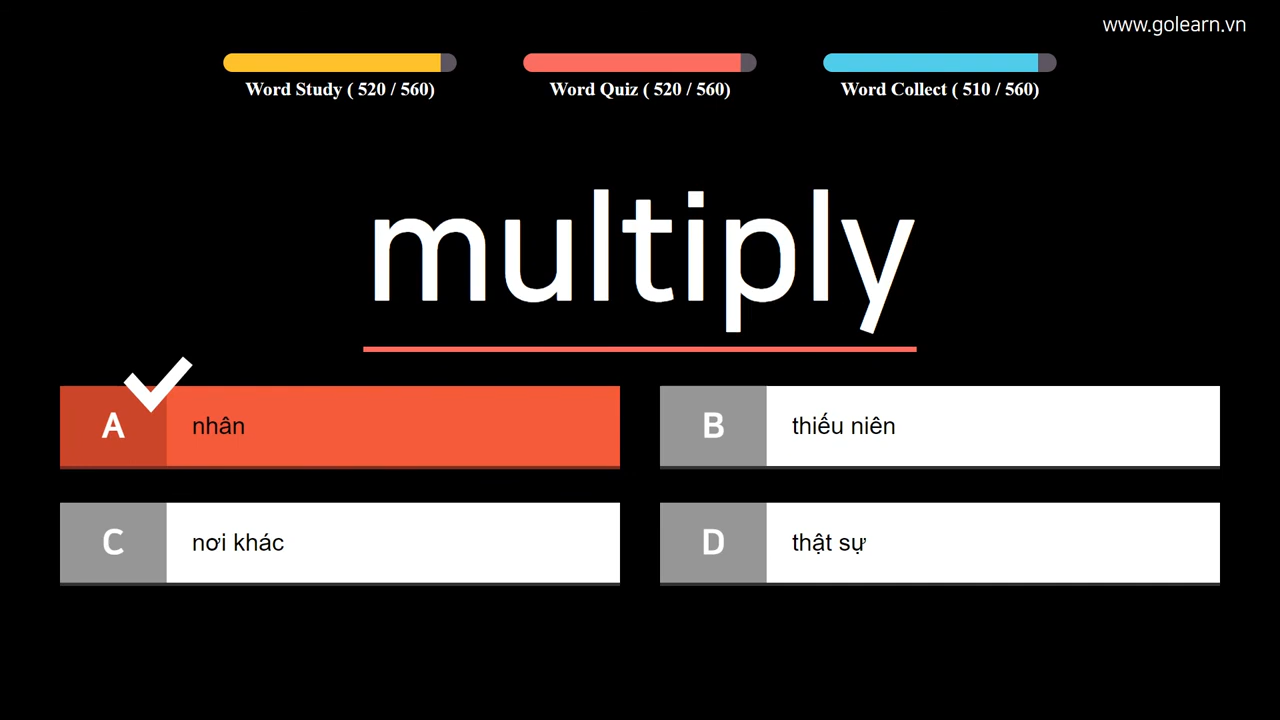 www.golearn.vn
Word Study ( 520 / 560)
Word Quiz ( 520 / 560)
Word Collect ( 510 / 560)
multiply
A nhân
B thiếu niên
C nơi khác
D thật sự